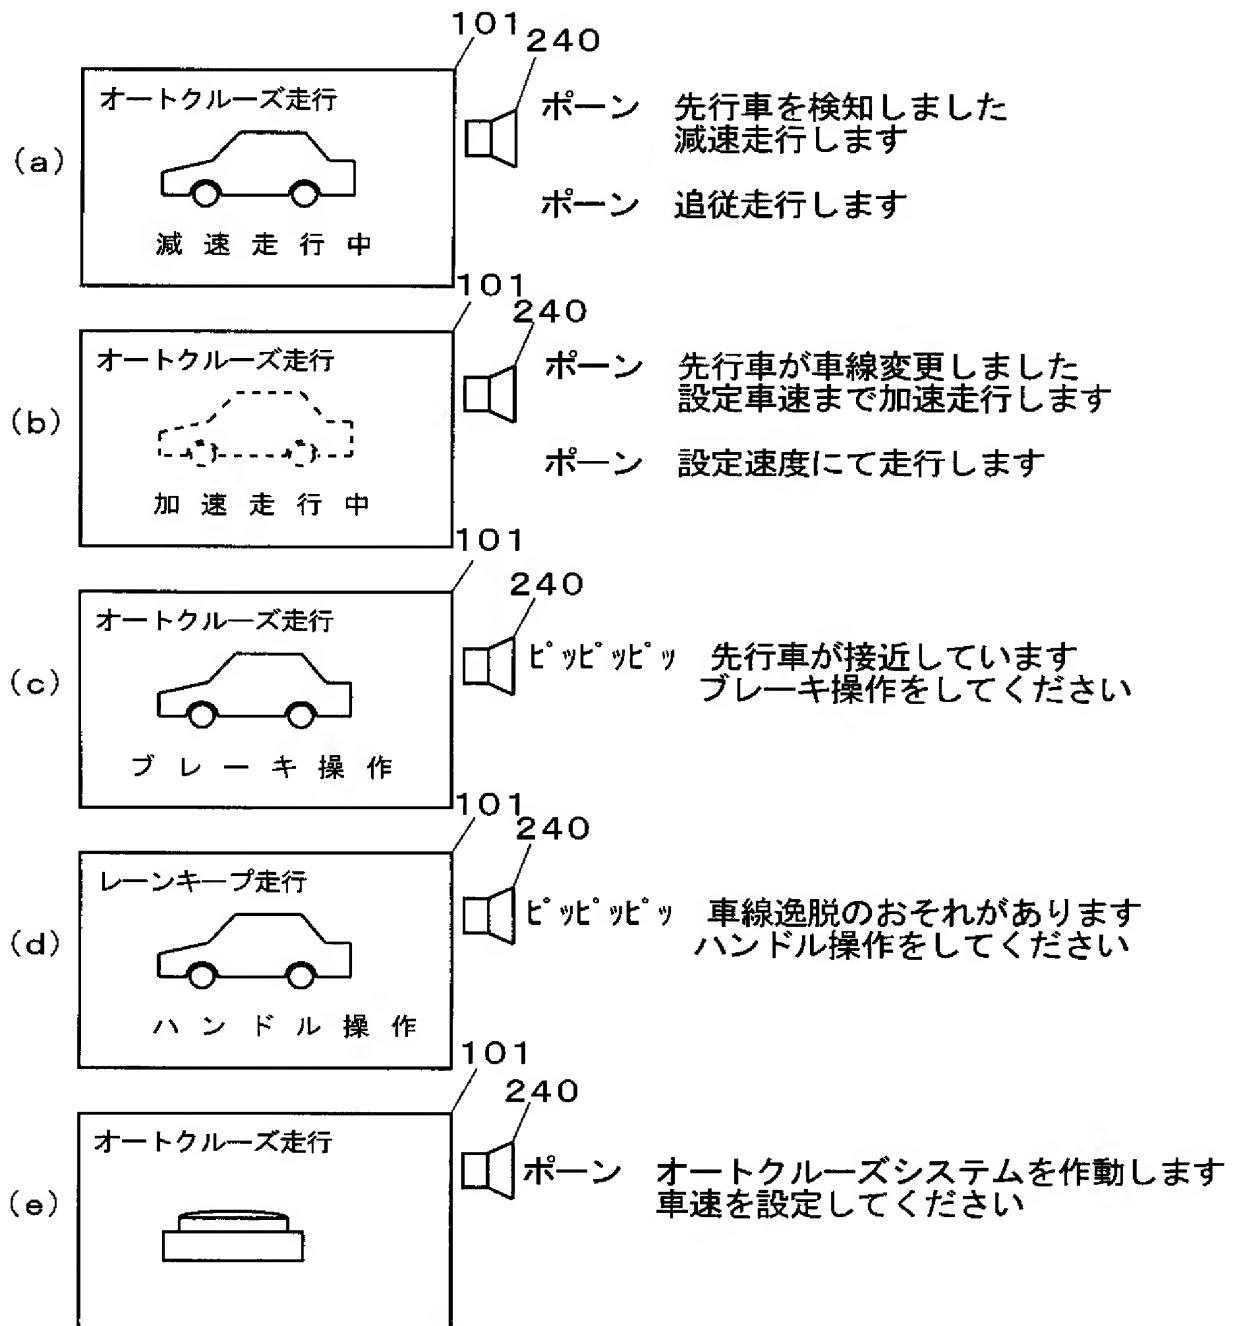 101
240
(a)
オートクルーズ走行
減速走行中
ポーン 先行車を検知しました
減速走行します
ポーン 追従走行します
101
240
(b)
オートクルーズ走行
加速走行中
ポーン 先行車が車線変更しました
設定車速まで加速走行します
ポーン 設定速度にて走行します
101
240
(c)
オートクルーズ走行
ブレーキ操作
ピッピッピッ 先行車が接近しています
ブレーキ操作をしてください
101
240
(d)
レーンキープ走行
ハンドル操作
ピッピッピッ 車線逸脱のおそれがあります
ハンドル操作をしてください
101
240
(e)
オートクルーズ走行
ポーン オートクルーズシステムを作動します
車速を設定してください